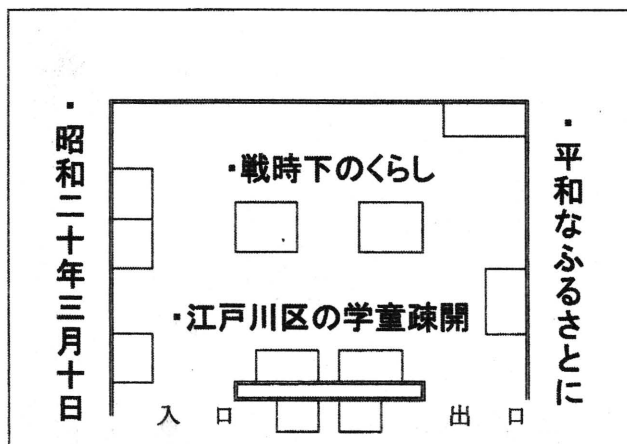 ・平和なふるさとに
・戦時下のくらし
・江戸川区の学童疎開
・昭和二十年三月十日
入口
出口